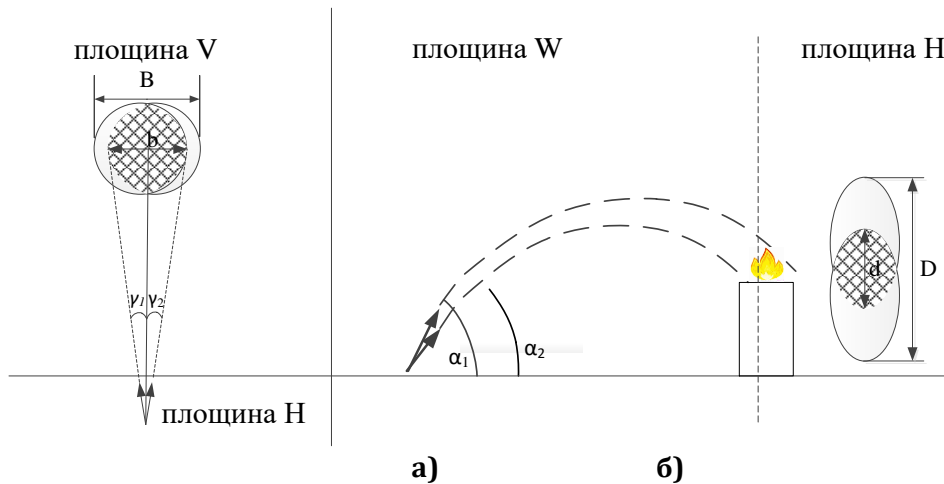 площина V
площина W
площина H
B
b
d
D
γ1 γ2
α1
α2
площина H
а)
б)